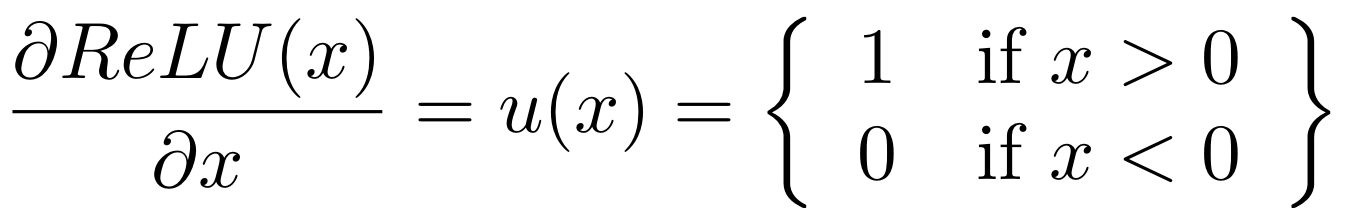 ∂ReLU(x)/∂x = u(x) = { 1 if x > 0
0 if x < 0 }